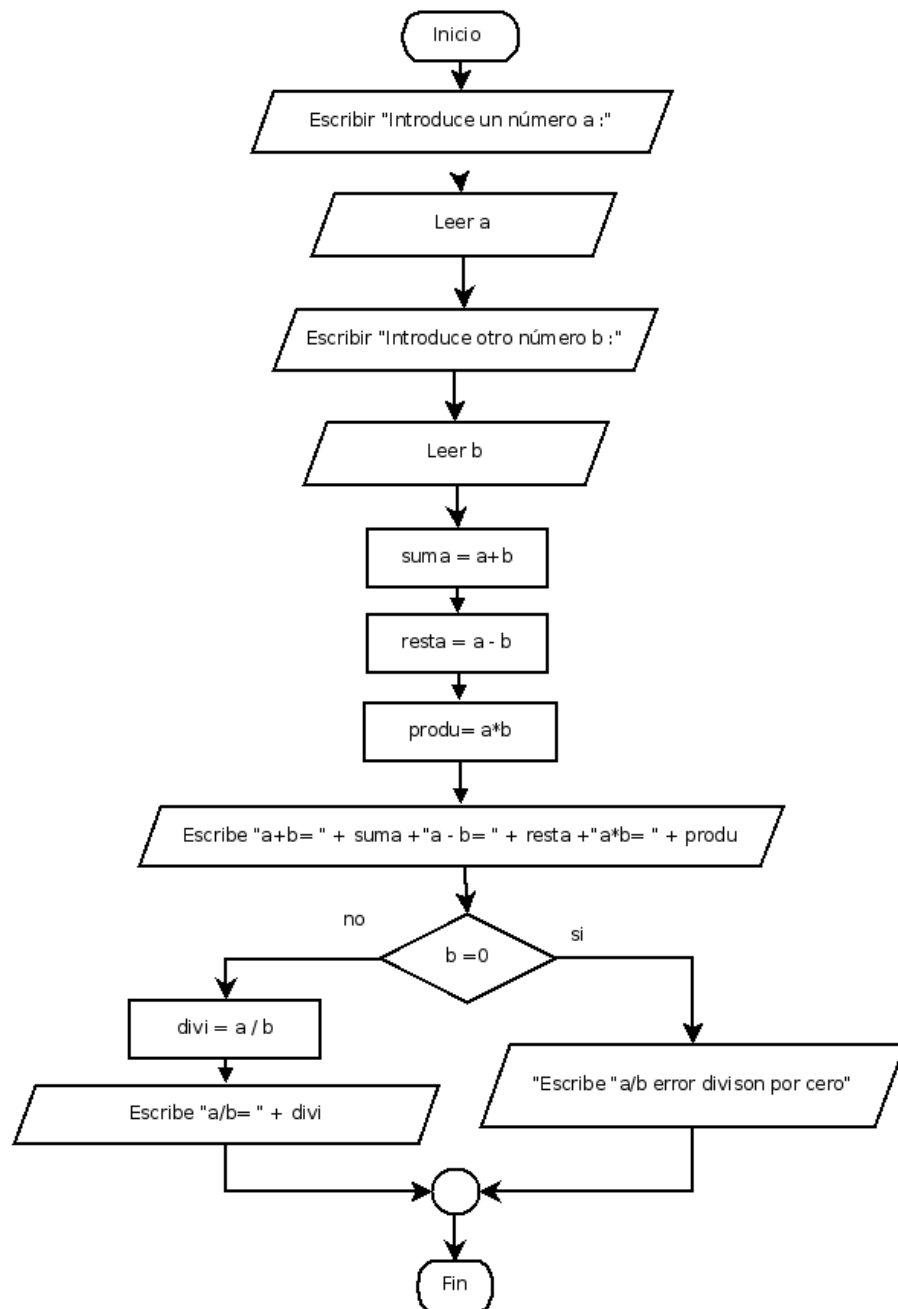 Inicio
Escribir "Introduce un número a :"
Leer a
Escribir "Introduce otro número b :"
Leer b
suma = a+b
resta = a - b
produ= a*b
Escribe "a+b= " + suma +"a - b= " + resta +"a*b= " + produ
no
si
b =0
divi = a / b
"Escribe "a/b error divison por cero"
Escribe "a/b= " + divi
Fin